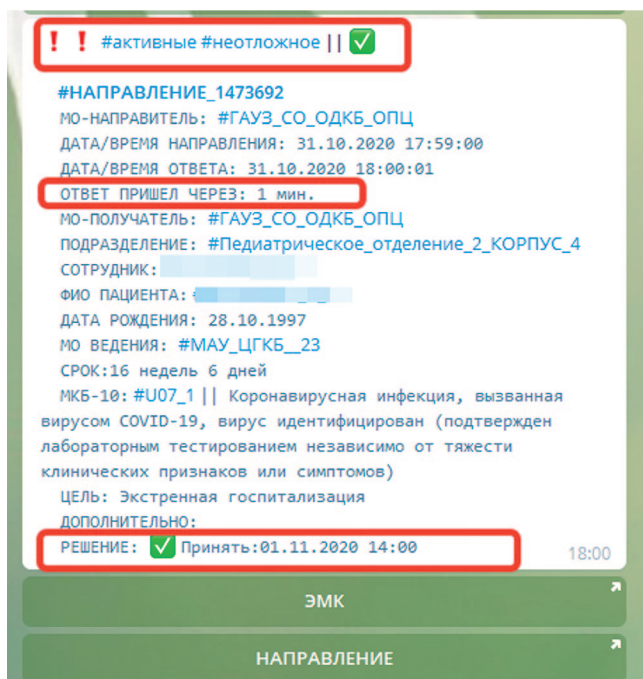 ❗ ❗ #активные #неотложное || ✅
#НАПРАВЛЕНИЕ_1473692
МО-НАПРАВИТЕЛЬ: #ГАУЗ_СО_ОДКБ_ОПЦ
ДАТА/ВРЕМЯ НАПРАВЛЕНИЯ: 31.10.2020 17:59:00
ДАТА/ВРЕМЯ ОТВЕТА: 31.10.2020 18:00:01
ОТВЕТ ПРИШЕЛ ЧЕРЕЗ: 1 мин.
МО-ПОЛУЧАТЕЛЬ: #ГАУЗ_СО_ОДКБ_ОПЦ
ПОДРАЗДЕЛЕНИЕ: #Педиатрическое_отделение_2_КОРПУС_4
СОТРУДНИК:
ФИО ПАЦИЕНТА:
ДАТА РОЖДЕНИЯ: 28.10.1997
МО ВЕДЕНИЯ: #МАУ_ЦГКБ__23
СРОК:16 недель 6 дней
МКБ-10: #U07_1 || Коронавирусная инфекция, вызванная
вирусом COVID-19, вирус идентифицирован (подтвержден
лабораторным тестированием независимо от тяжести
клинических признаков или симптомов)
ЦЕЛЬ: Экстренная госпитализация
ДОПОЛНИТЕЛЬНО:
РЕШЕНИЕ: ✅ Принять:01.11.2020 14:00
18:00
ЭМК
НАПРАВЛЕНИЕ